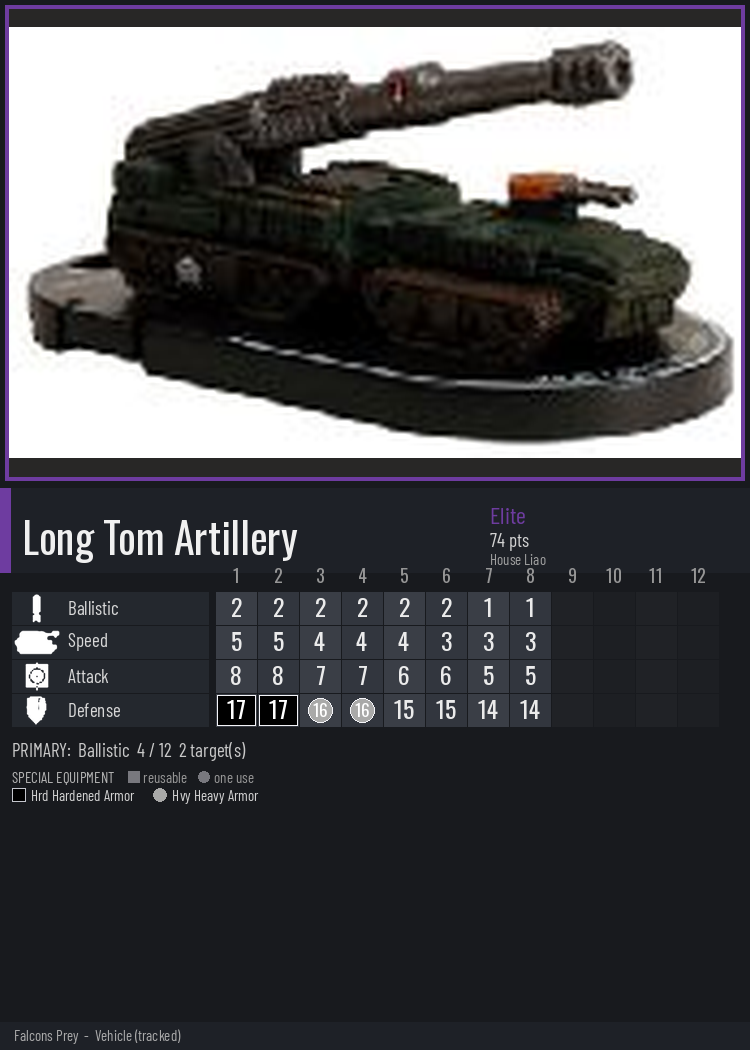 Long Tom Artillery
Elite
74 pts
House Liao
1 2 3 4 5 6 7 8 9 10 11 12
Ballistic 2 2 2 2 2 2 1 1
Speed 5 5 4 4 4 3 3 3
Attack 8 8 7 7 6 6 5 5
Defense 17 17 16 16 15 15 14 14
PRIMARY: Ballistic 4 / 12 2 target(s)
SPECIAL EQUIPMENT reusable one use
Hrd Hardened Armor Hvy Heavy Armor
Falcons Prey - Vehicle (tracked)